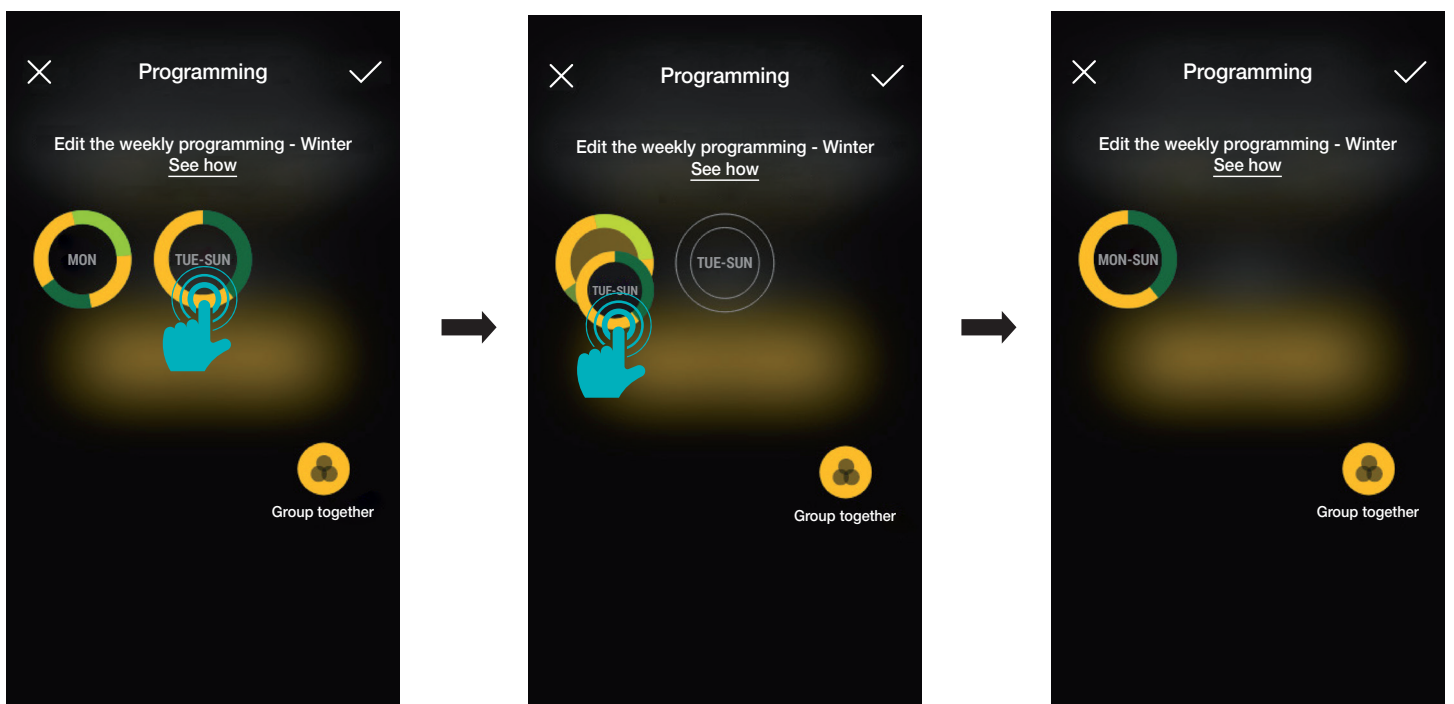 Programming
Edit the weekly programming - Winter
See how
MON
TUE-SUN
Group together
Programming
Edit the weekly programming - Winter
See how
TUE-SUN
TUE-SUN
Group together
Programming
Edit the weekly programming - Winter
See how
MON-SUN
Group together